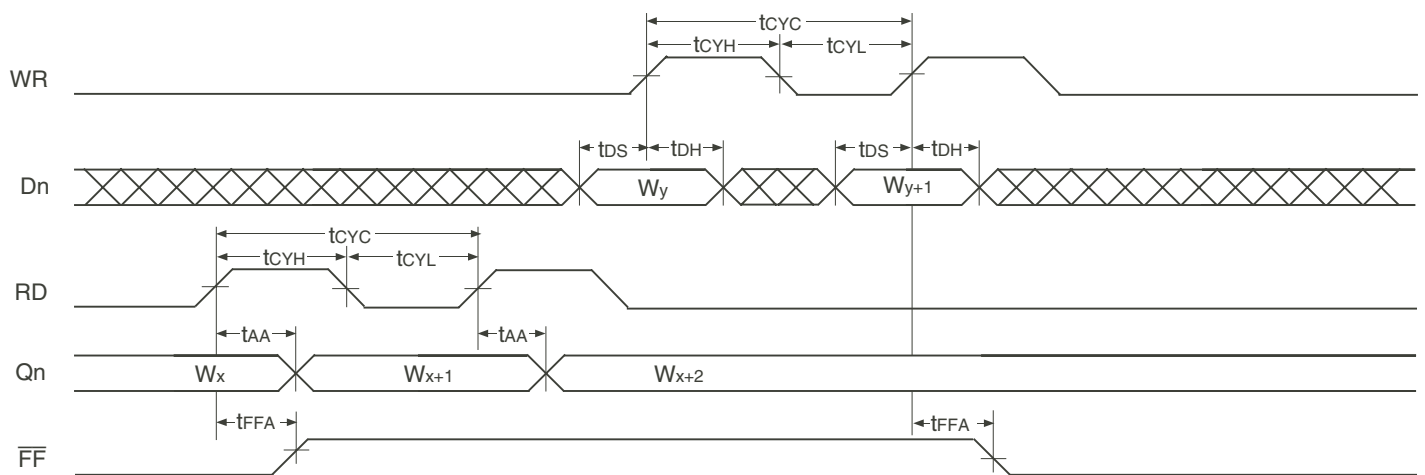 tCYC
tCYH tCYL
WR
tDS tDH tDS tDH
Dn Wy Wy+1
tCYC
tCYH tCYL
RD
tAA tAA
Qn Wx Wx+1 Wx+2
tFFA tFFA
F̅F̅